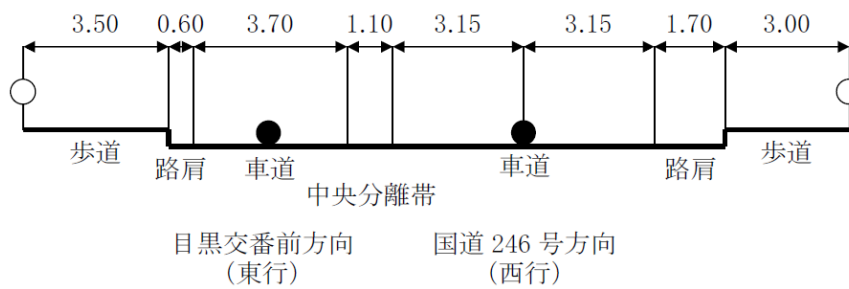 3.50 0.60 3.70 1.10 3.15 3.15 1.70 3.00
歩道 路肩 車道 車道 路肩 歩道
中央分離帯
目黒交番前方向 国道 246 号方向
(東行) (西行)